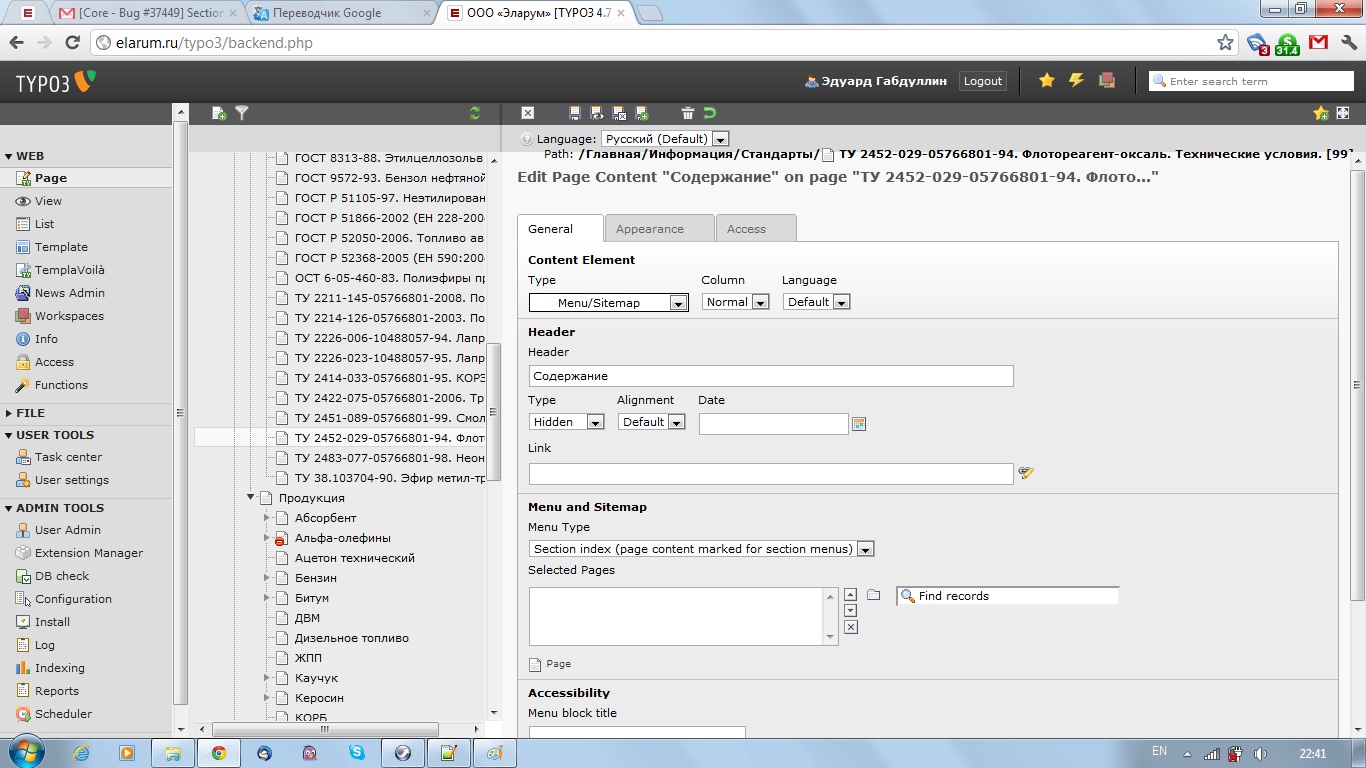 [Core - Bug #37449] Section
Переводчик Google
ООО «Эларум» [TYPO3 4.7
elarum.ru/typo3/backend.php
3
31.4
TYPO3
Эдуард Габдуллин
Logout
Enter search term
WEB
Page
View
List
Template
TemplaVoilà
News Admin
Workspaces
Info
Access
Functions
FILE
USER TOOLS
Task center
User settings
ADMIN TOOLS
User Admin
Extension Manager
DB check
Configuration
Install
Log
Indexing
Reports
Scheduler
ГОСТ 8313-88. Этилцеллозольв
ГОСТ 9572-93. Бензол нефтяной
ГОСТ Р 51105-97. Неэтилирован
ГОСТ Р 51866-2002 (ЕН 228-2004
ГОСТ Р 52050-2006. Топливо ав
ГОСТ Р 52368-2005 (ЕН 590:2004
ОСТ 6-05-460-83. Полиэфиры пр
ТУ 2211-145-05766801-2008. По
ТУ 2214-126-05766801-2003. По
ТУ 2226-006-10488057-94. Лапр
ТУ 2226-023-10488057-95. Лапр
ТУ 2414-033-05766801-95. КОРЭ
ТУ 2422-075-05766801-2006. Тр
ТУ 2451-089-05766801-99. Смол
ТУ 2452-029-05766801-94. Флото
ТУ 2483-077-05766801-98. Неон
ТУ 38.103704-90. Эфир метил-тр
Продукция
Абсорбент
Альфа-олефины
Ацетон технический
Бензин
Битум
ДВМ
Дизельное топливо
ЖПП
Каучук
Керосин
КОРБ
Language: Русский (Default)
Path: /Главная/Информация/Стандарты/ ТУ 2452-029-05766801-94. Флотореагент-оксаль. Технические условия. [99]
Edit Page Content "Содержание" on page "ТУ 2452-029-05766801-94. Флото..."
General
Appearance
Access
Content Element
Type
Column
Language
Menu/Sitemap
Normal
Default
Header
Header
Содержание
Type
Alignment
Date
Hidden
Default
Link
Menu and Sitemap
Menu Type
Section index (page content marked for section menus)
Selected Pages
Find records
Page
Accessibility
Menu block title
EN
22:41